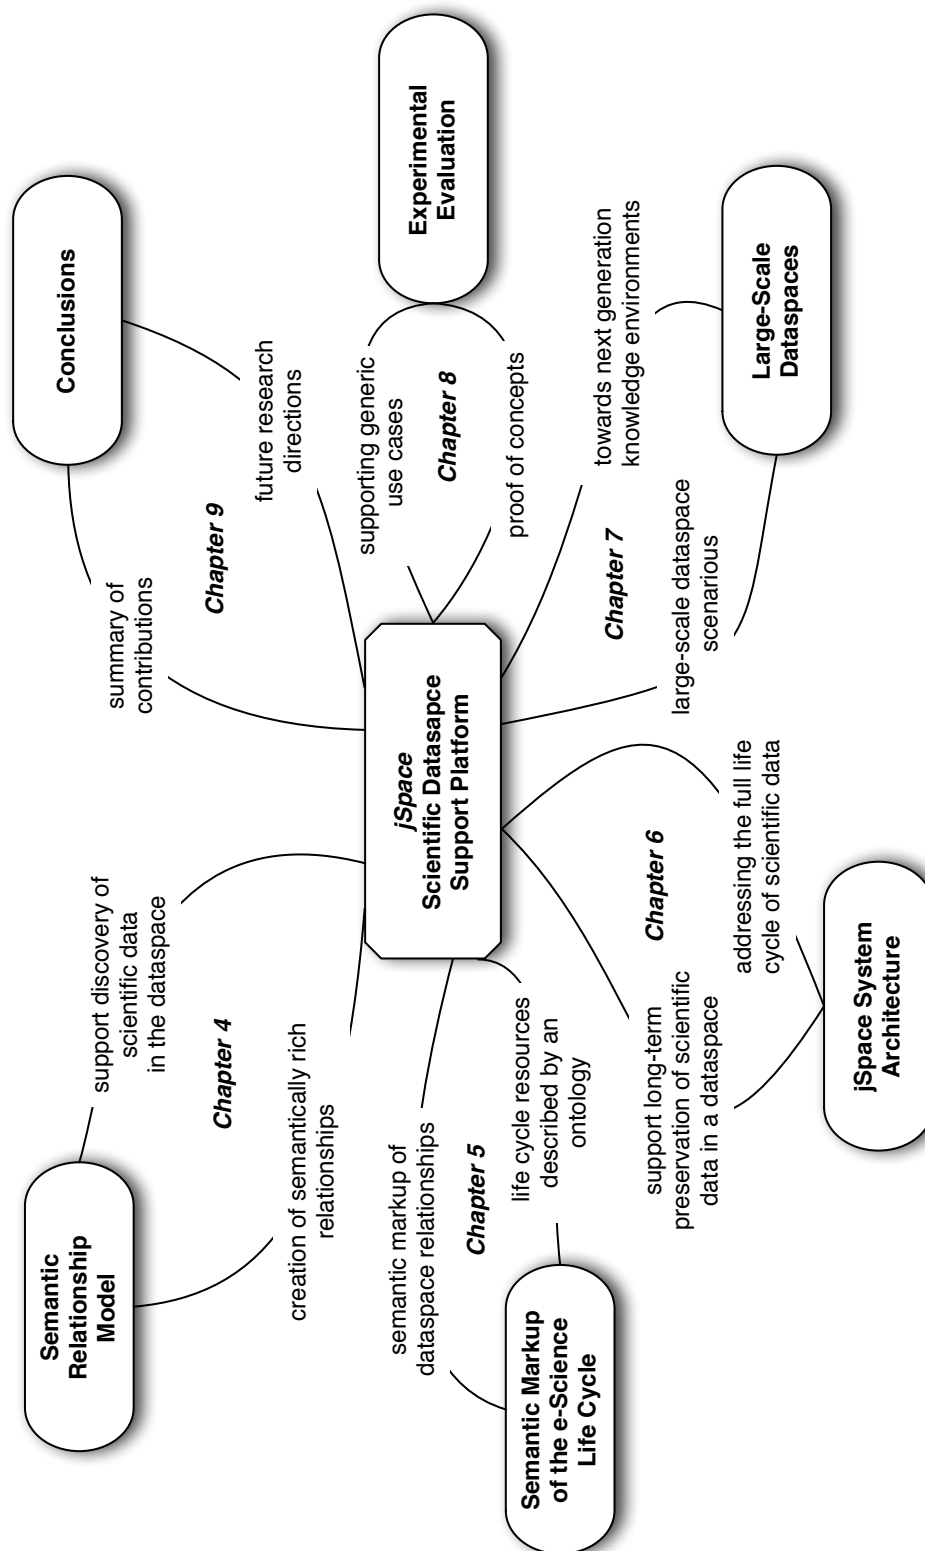 Semantic
Relationship
Model
support discovery of
scientific data
in the dataspace
Chapter 4
creation of semantically rich
relationships
summary of
contributions
Chapter 9
future research
directions
Conclusions
semantic markup of
dataspace relationships
Chapter 5
life cycle resources
described by an
ontology
Semantic Markup
of the e-Science
Life Cycle
jSpace
Scientific Datasapce
Support Platform
supporting generic
use cases
Chapter 8
proof of concepts
Experimental
Evaluation
support long-term
preservation of scientific
data in a dataspace
Chapter 6
addressing the full life
cycle of scientific data
jSpace System
Architecture
towards next generation
knowledge environments
Chapter 7
large-scale dataspace
scenarious
Large-Scale
Dataspaces